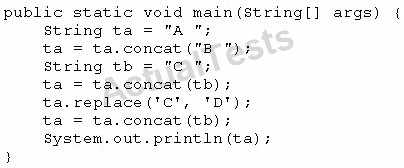 public static void main(String[] args) {
    String ta = "A ";
    ta = ta.concat("B ");
    String tb = "C ";
    ta = ta.concat(tb);
    ta.replace('C', 'D');
    ta = ta.concat(tb);
    System.out.println(ta);
}
ActualTests